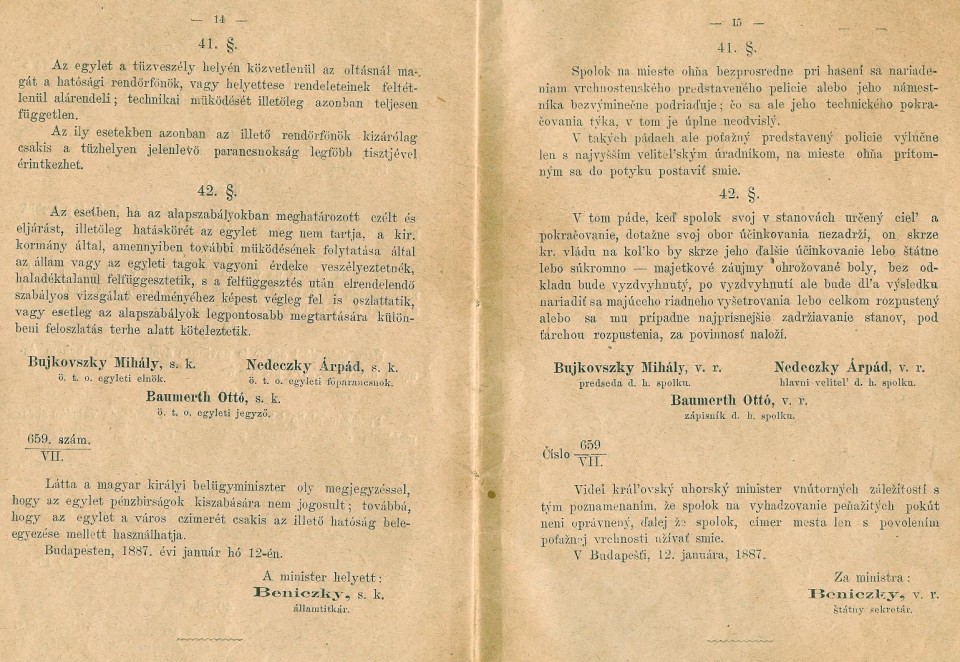 — 14 —
41. §.
Az egylet a tüzveszély helyén közvetlenül az oltásnál ma-
gát a hatósági rendőrfönök, vagy helyettese rendeleteinek feltét-
lenül alárendeli; technikai müködését illetőleg azonban teljesen
független.
Az ily esetekben azonban az illető rendőrfönök kizárólag
csakis a tüzhelyen jelenlevő parancsnokság legföbb tisztjével
érintkezhet.
42. §.
Az esetben, ha az alapszabályokban meghatározott czélt és
eljárást, illetőleg hatáskörét az egylet meg nem tartja, a kir.
kormány által, amennyiben további müködésének folytatása által
az állam vagy az egyleti tagok vagyoni érdeke veszélyeztetnék,
haladéktalanul felfüggesztetik, s a felfüggesztés után elrendelendő
szabályos vizsgálat eredményéhez képest végleg fel is oszlattatik,
vagy esetleg az alapszabályok legpontosabb megtartására külön-
beni feloszlatás terhe alatt köteleztetik.
Bujkovszky Mihály, s. k.
ö. t. o. egyleti elnök.
Nedeczky Árpád, s. k.
ö. t. o. egyleti főparancsnok.
Baumerth Ottó, s. k.
ö. t. o. egyleti jegyző.
659. szám.
VII.
Látta a magyar királyi belügyminiszter oly megjegyzéssel,
hogy az egylet pénzbirságok kiszabására nem jogosult; továbbá,
hogy az egylet a város czimerét csakis az illető hatóság bele-
egyezése mellett használhatja.
Budapesten, 1887. évi január hó 12-én.
A minister helyett:
Beniczky, s. k.
államtitkár.
— 15 —
41. §.
Spolok na mieste ohňa bezprosredne pri hasení sa nariade-
niam vrchnostenského predstaveného policie alebo jeho námest-
níka bezvýminečne podriaďuje; čo sa ale jeho technického pokra-
čovania týka, v tom je úplne neodvislý.
V takých pádach ale poťažný predstavený policie výlučne
len s najvyšším veliteľským úradníkom, na mieste ohňa prítom-
ným sa do potyku postaviť smie.
42. §.
V tom páde, keď spolok svoj v stanovách určený cieľ a
pokračovanie, dotažne svoj obor účinkovania nezadrží, on skrze
kr. vládu na koľko by skrze jeho ďalšie účinkovanie lebo štátne
lebo súkromno — majetkové záujmy ohrožované boly, bez od-
kladu bude vyzdvyhnutý, po vyzdvyhnutí ale bude dľa výsledku
nariadiť sa majúceho riadneho vyšetrovania lebo celkom rozpustený
alebo sa mu prípadne najprisnejšie zadržiavanie stanov, pod
ťarchou rozpustenia, za povinnosť naloží.
Bujkovszky Mihály, v. r.
predseda d. h. spolku.
Nedeczky Árpád, v. r.
hlavni veliteľ d. h. spolku.
Baumerth Ottó, v. r.
zápisník d. h. spolku.
Číslo 659
VII.
Videl kráľovský uhorský minister vnútorných záležitostí s
tým poznamenaním, že spolok na vyhadzovanie peňažitých pokút
neni oprávnený, ďalej že spolok, cimer mesta len s povolením
poťažnej vrchnosti užívať smie.
V Budapešti, 12. januára, 1887.
Za ministra:
Beniczky, v. r.
štátny sekretár.